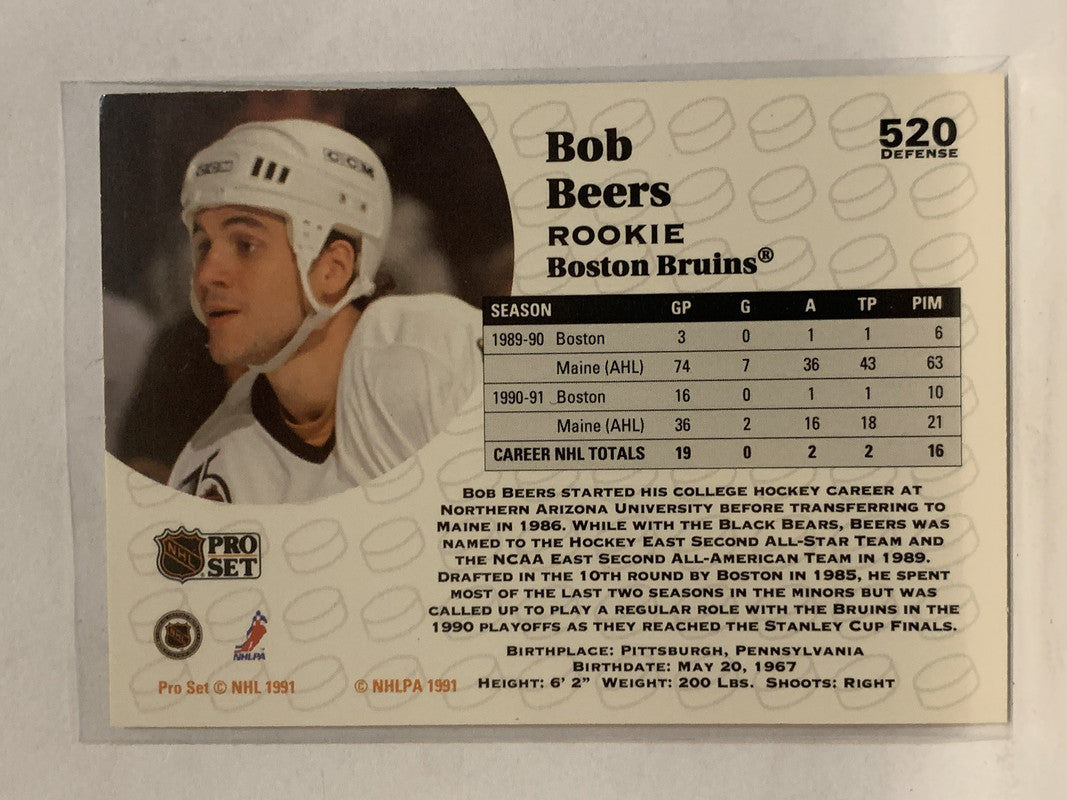 CCM
520
DEFENSE
Bob
Beers
ROOKIE
Boston Bruins®
SEASON GP G A TP PIM
1989-90 Boston 3 0 1 1 6
Maine (AHL) 74 7 36 43 63
1990-91 Boston 16 0 1 1 10
Maine (AHL) 36 2 16 18 21
CAREER NHL TOTALS 19 0 2 2 16
BOB BEERS STARTED HIS COLLEGE HOCKEY CAREER AT
NORTHERN ARIZONA UNIVERSITY BEFORE TRANSFERRING TO
MAINE IN 1986. WHILE WITH THE BLACK BEARS, BEERS WAS
NAMED TO THE HOCKEY EAST SECOND ALL-STAR TEAM AND
THE NCAA EAST SECOND ALL-AMERICAN TEAM IN 1989.
DRAFTED IN THE 10TH ROUND BY BOSTON IN 1985, HE SPENT
MOST OF THE LAST TWO SEASONS IN THE MINORS BUT WAS
CALLED UP TO PLAY A REGULAR ROLE WITH THE BRUINS IN THE
1990 PLAYOFFS AS THEY REACHED THE STANLEY CUP FINALS.
BIRTHPLACE: PITTSBURGH, PENNSYLVANIA
BIRTHDATE: MAY 20, 1967
HEIGHT: 6' 2" WEIGHT: 200 LBS. SHOOTS: RIGHT
NHL PRO
SET
NHLPA
Pro Set © NHL 1991 © NHLPA 1991